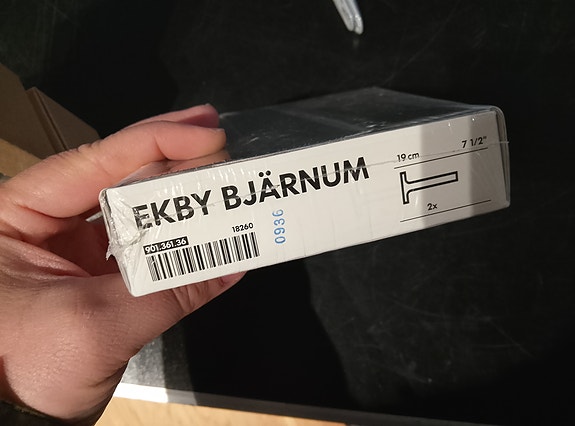 EKBY BJÄRNUM
19 cm 7 1/2"
2x
901.361.36
18260
0936